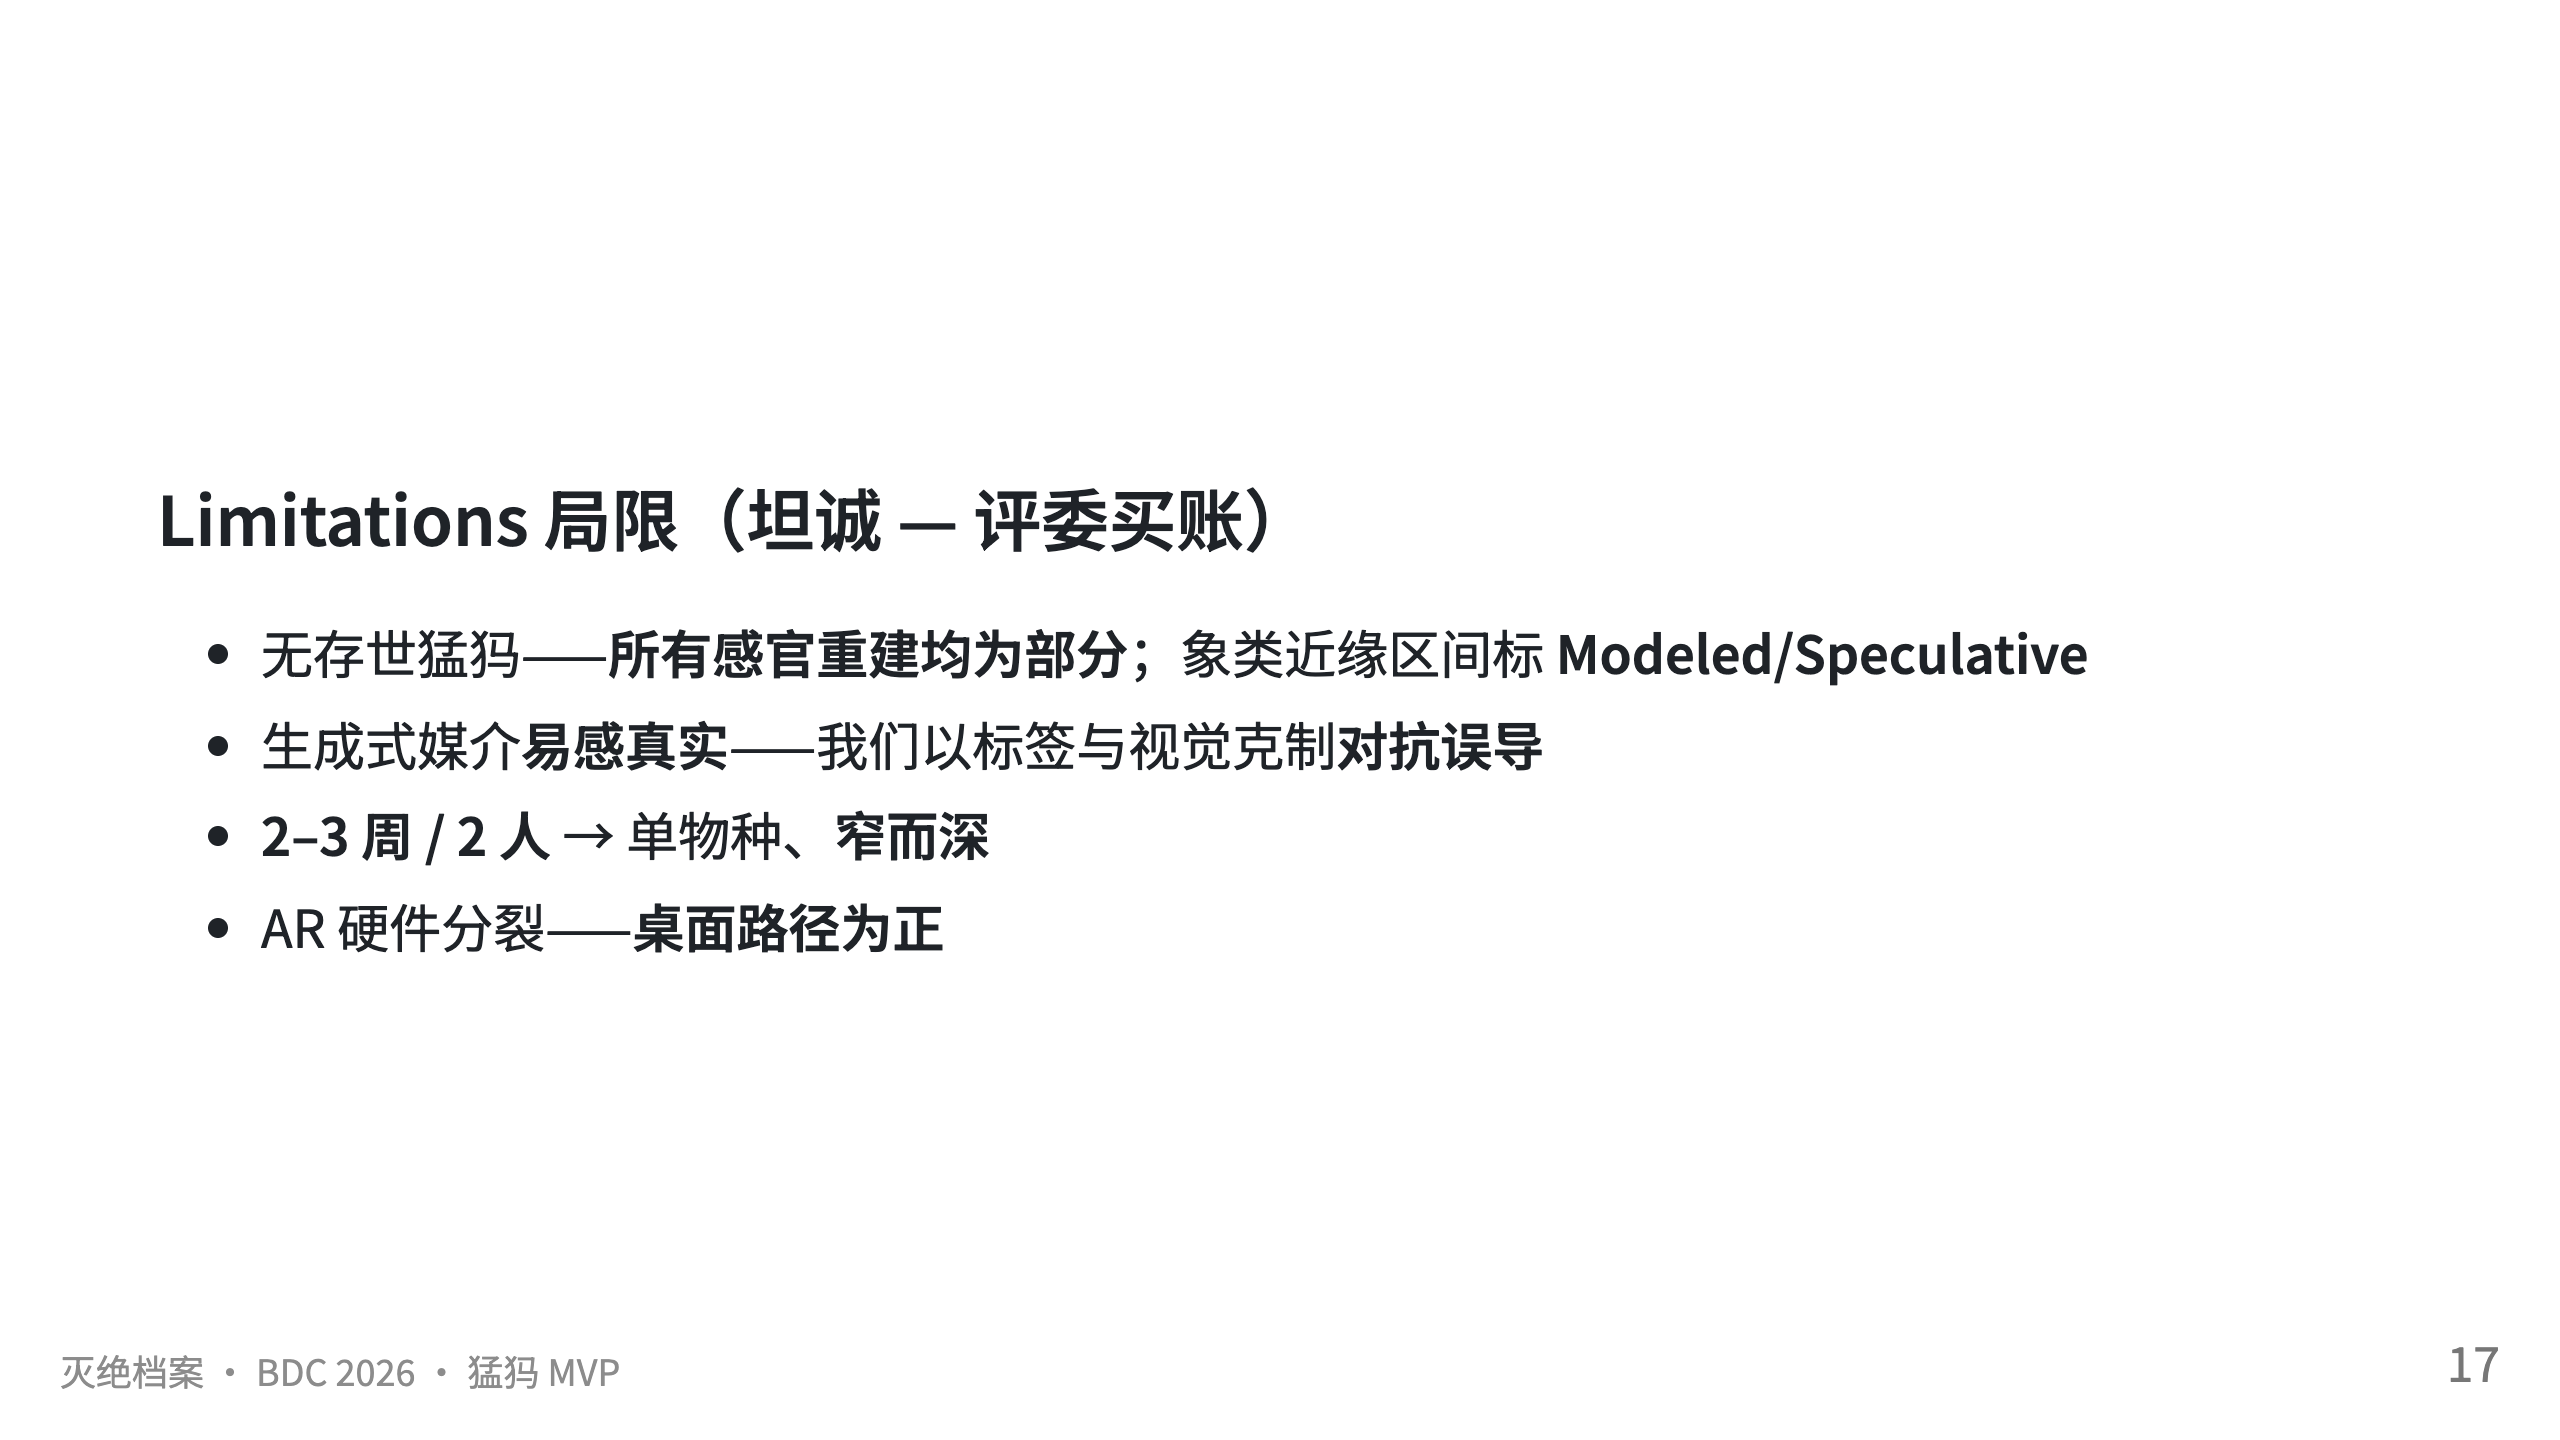 Limitations 局限（坦诚 — 评委买账）
• 无存世猛犸——所有感官重建均为部分；象类近缘区间标 Modeled/Speculative
• 生成式媒介易感真实——我们以标签与视觉克制对抗误导
• 2–3 周 / 2 人 → 单物种、窄而深
• AR 硬件分裂——桌面路径为正
灭绝档案 · BDC 2026 · 猛犸 MVP
17